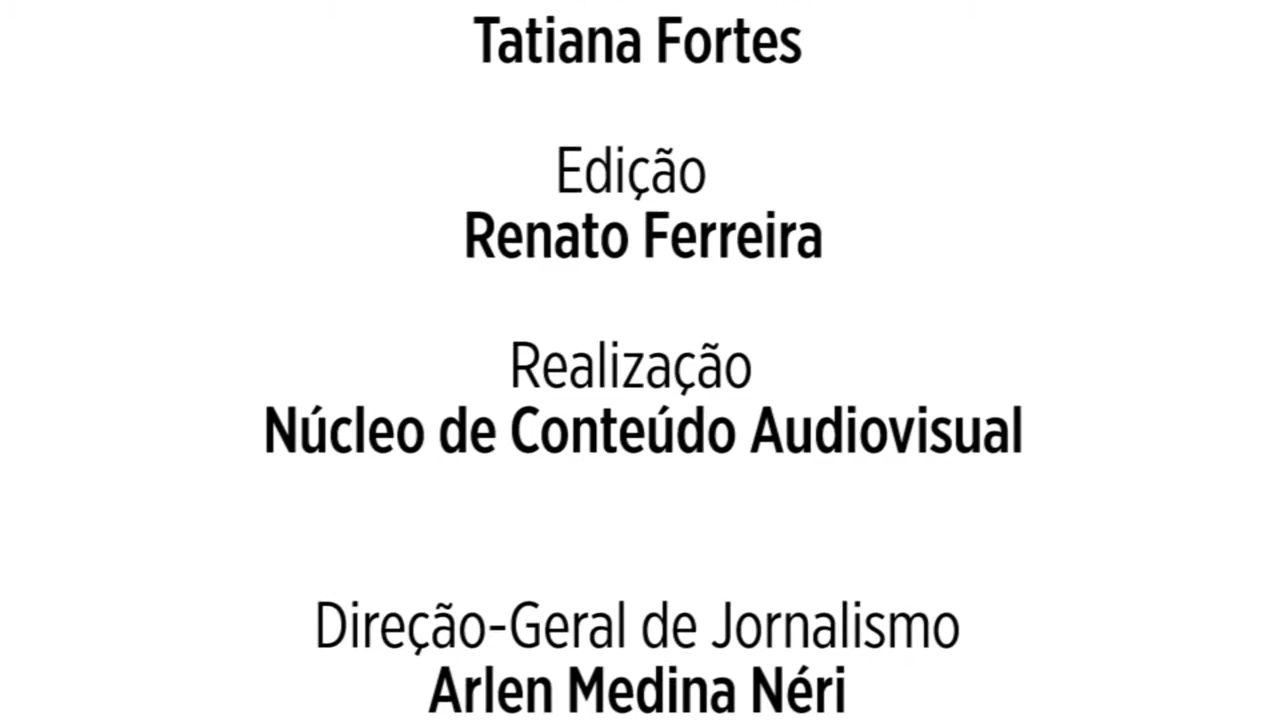 Tatiana Fortes
Edição
Renato Ferreira
Realização
Núcleo de Conteúdo Audiovisual
Direção-Geral de Jornalismo
Arlen Medina Néri